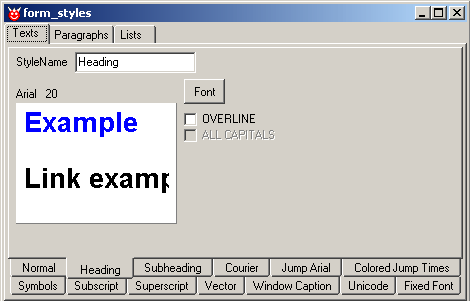 form_styles
Texts Paragraphs Lists
StyleName Heading
Arial 20 Font
Example
OVERLINE
ALL CAPITALS
Link examp
Normal Heading Subheading Courier Jump Arial Colored Jump Times
Symbols Subscript Superscript Vector Window Caption Unicode Fixed Font